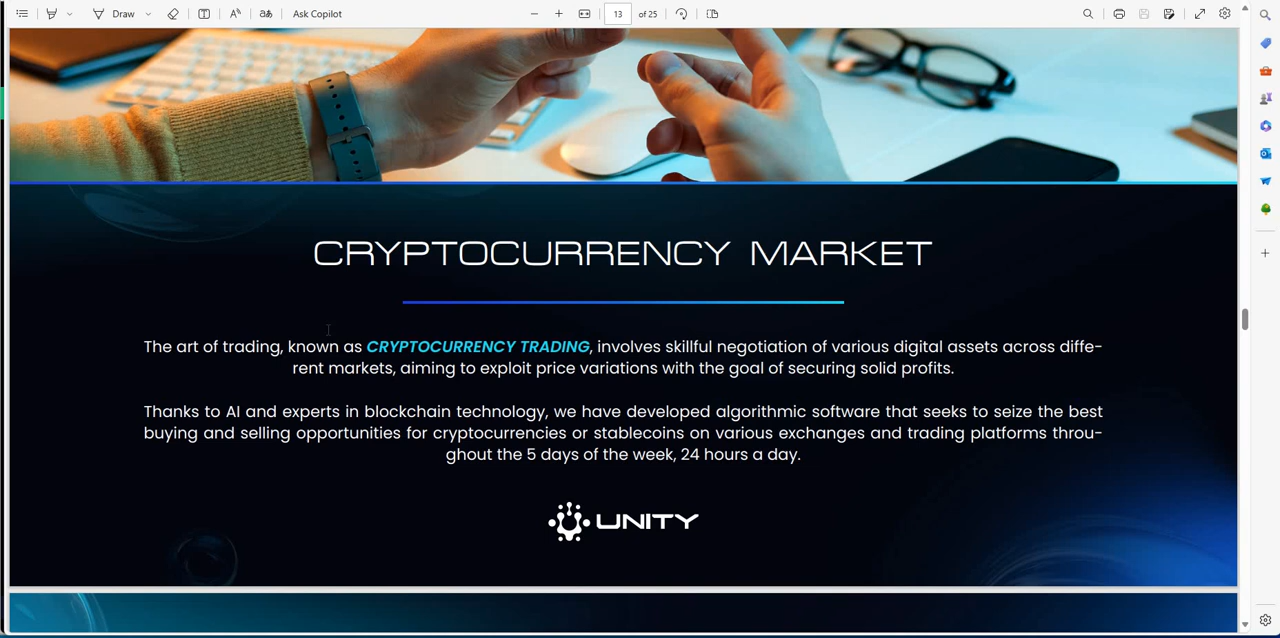 Draw
Ask Copilot
13 of 25
CRYPTOCURRENCY MARKET
The art of trading, known as CRYPTOCURRENCY TRADING, involves skillful negotiation of various digital assets across diffe-
rent markets, aiming to exploit price variations with the goal of securing solid profits.
Thanks to AI and experts in blockchain technology, we have developed algorithmic software that seeks to seize the best
buying and selling opportunities for cryptocurrencies or stablecoins on various exchanges and trading platforms throu-
ghout the 5 days of the week, 24 hours a day.
UNITY